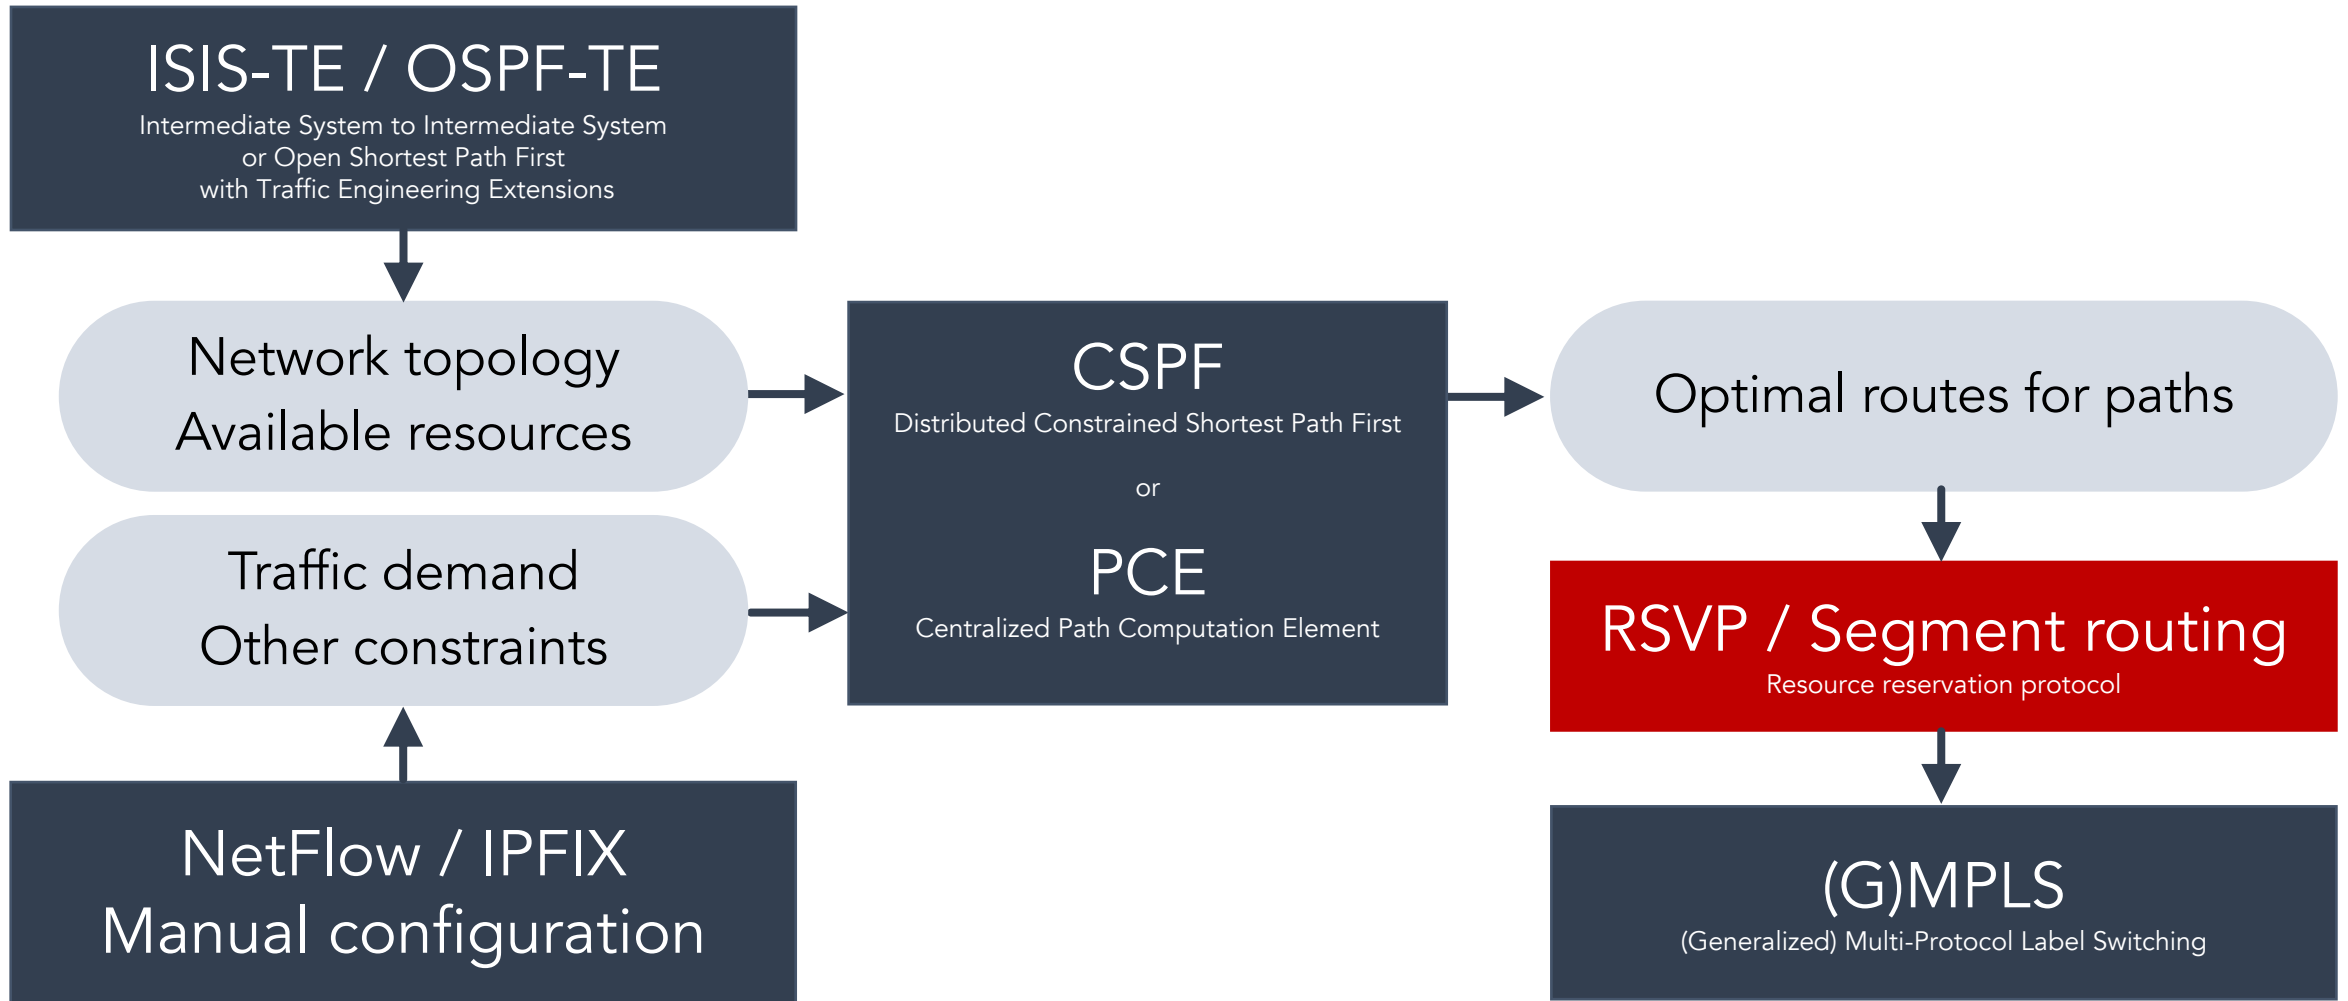 ISIS-TE / OSPF-TE
Intermediate System to Intermediate System
or Open Shortest Path First
with Traffic Engineering Extensions
Network topology
Available resources
Traffic demand
Other constraints
NetFlow / IPFIX
Manual configuration
CSPF
Distributed Constrained Shortest Path First
or
PCE
Centralized Path Computation Element
Optimal routes for paths
RSVP / Segment routing
Resource reservation protocol
(G)MPLS
(Generalized) Multi-Protocol Label Switching